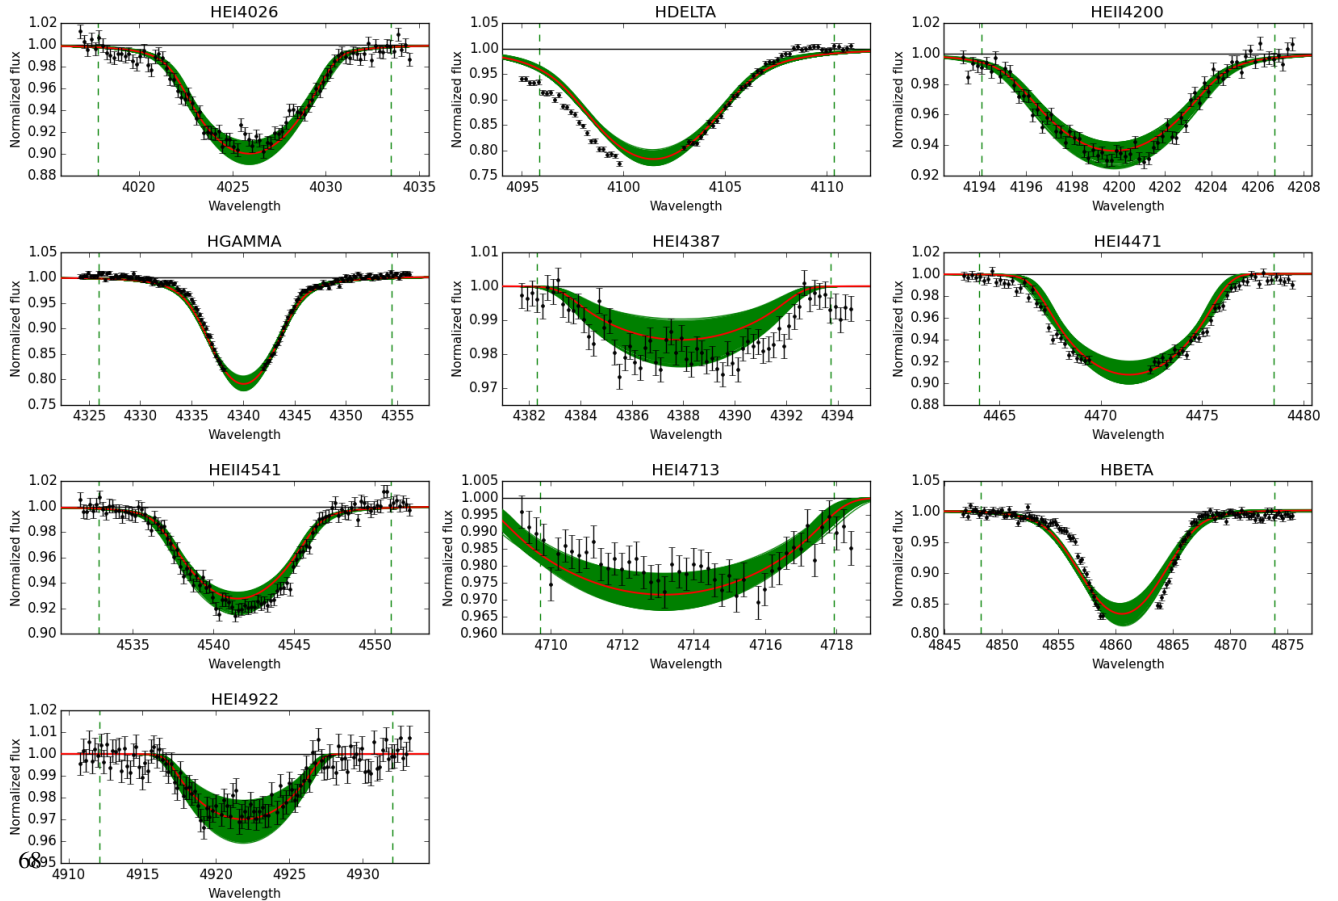 HEI4026
1.02
1.00
0.98
0.96
0.94
0.92
0.90
0.88
Normalized flux
4020 4025 4030 4035
Wavelength
HDELTA
1.05
1.00
0.95
0.90
0.85
0.80
0.75
Normalized flux
4095 4100 4105 4110
Wavelength
HEII4200
1.00
0.98
0.96
0.94
0.92
Normalized flux
4194 4196 4198 4200 4202 4204 4206 4208
Wavelength
HGAMMA
1.05
1.00
0.95
0.90
0.85
0.80
0.75
Normalized flux
4325 4330 4335 4340 4345 4350 4355
Wavelength
HEI4387
1.01
1.00
0.99
0.98
0.97
Normalized flux
4382 4384 4386 4388 4390 4392 4394
Wavelength
HEI4471
1.02
1.00
0.98
0.96
0.94
0.92
0.90
0.88
Normalized flux
4465 4470 4475 4480
Wavelength
HEII4541
1.02
1.00
0.98
0.96
0.94
0.92
0.90
Normalized flux
4535 4540 4545 4550
Wavelength
HEI4713
1.005
1.000
0.995
0.990
0.985
0.980
0.975
0.970
0.965
0.960
Normalized flux
4710 4712 4714 4716 4718
Wavelength
HBETA
1.05
1.00
0.95
0.90
0.85
0.80
Normalized flux
4845 4850 4855 4860 4865 4870 4875
Wavelength
HEI4922
1.02
1.01
1.00
0.99
0.98
0.97
0.96
0.95
Normalized flux
4910 4915 4920 4925 4930
Wavelength
68